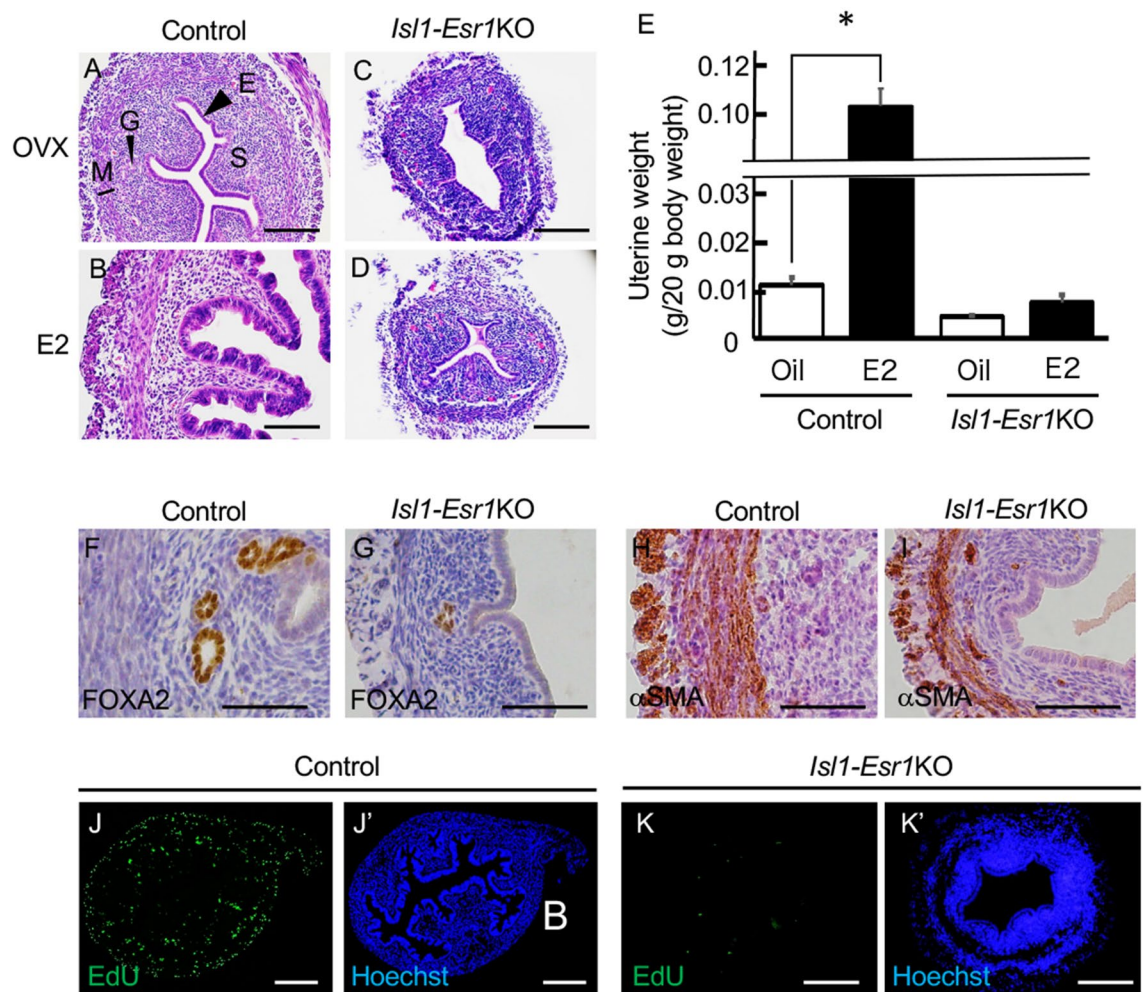 Control
Isl1-Esr1KO
OVX
E2
A
E
G
S
M
C
B
D
E
*
0.12
0.10
0.03
0.02
0.01
0
Uterine weight
(g/20 g body weight)
Oil
E2
Oil
E2
Control
Isl1-Esr1KO
Control
Isl1-Esr1KO
Control
Isl1-Esr1KO
F
FOXA2
G
FOXA2
H
αSMA
I
αSMA
Control
Isl1-Esr1KO
J
EdU
J’
B
Hoechst
K
EdU
K’
Hoechst